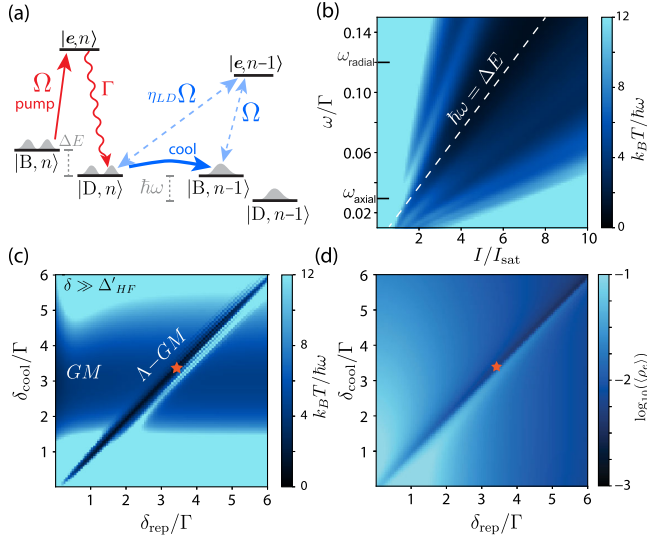 (a)
|e,n⟩
|e,n−1⟩
Ω
pump
Γ
η_LD Ω
Ω
cool
ΔE
|B,n⟩
|D,n⟩
ħω
|B,n−1⟩
|D,n−1⟩
(b)
ω/Γ
0.14
0.10
0.06
0.02
ω_radial
ω_axial
ħω = ΔE
2 4 6 8 10
I/I_sat
12
8
4
0
k_BT/ħω
(c)
δ ≫ Δ'_HF
GM
Λ−GM
δ_cool/Γ
6
5
4
3
2
1
1 2 3 4 5 6
δ_rep/Γ
12
8
4
0
k_BT/ħω
(d)
δ_cool/Γ
6
5
4
3
2
1
1 2 3 4 5 6
δ_rep/Γ
−1
−2
−3
log₁₀(⟨ρ_e⟩)